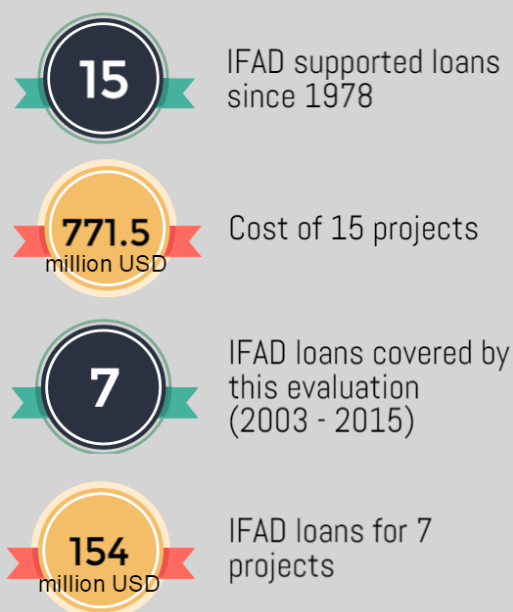 15
IFAD supported loans
since 1978
771.5
million USD
Cost of 15 projects
7
IFAD loans covered by
this evaluation
(2003 - 2015)
154
million USD
IFAD loans for 7
projects